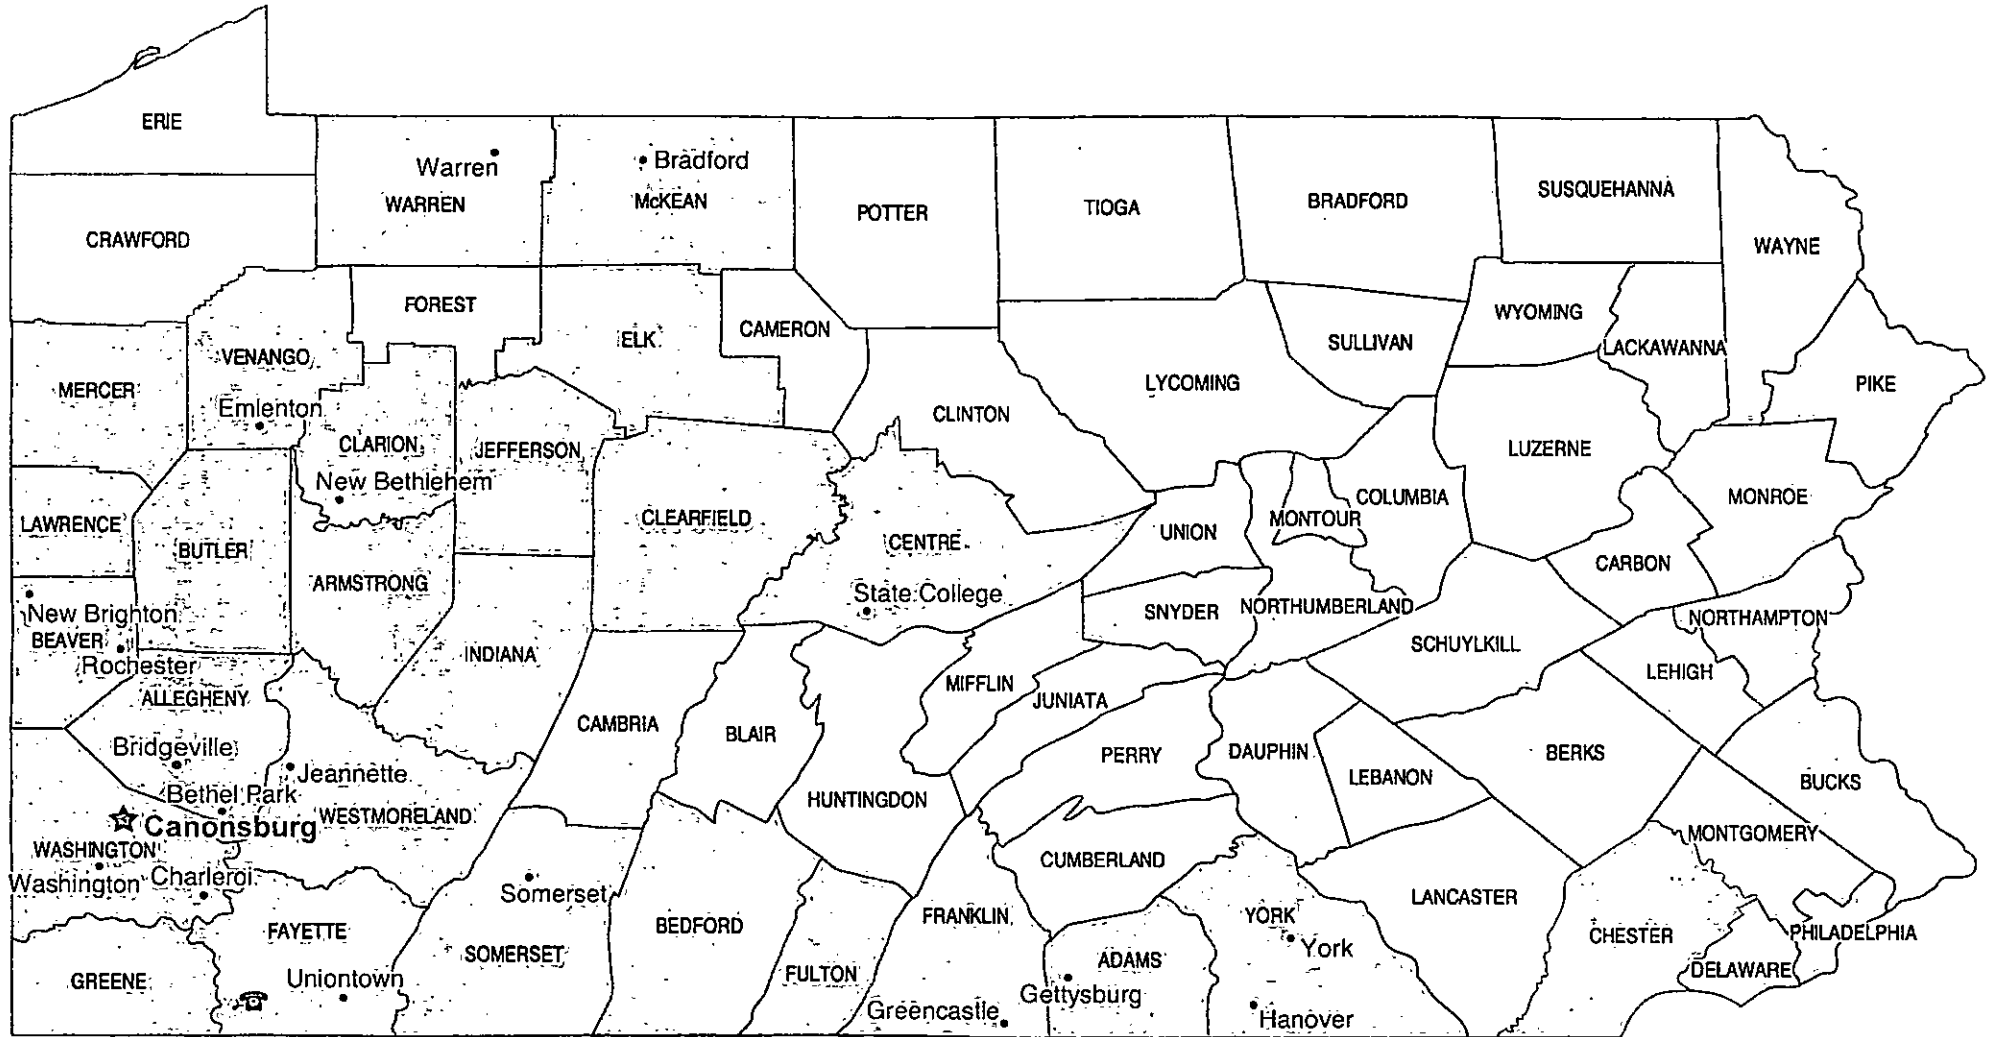 ERIE
Warren
Bradford
WARREN
McKEAN
POTTER
TIOGA
BRADFORD
SUSQUEHANNA
CRAWFORD
WAYNE
FOREST
CAMERON
ELK
WYOMING
SULLIVAN
LACKAWANNA
VENANGO
MERCER
LYCOMING
PIKE
Emlenton
CLINTON
CLARION
JEFFERSON
LUZERNE
New Bethlehem
COLUMBIA
MONROE
LAWRENCE
CLEARFIELD
MONTOUR
UNION
BUTLER
CENTRE
CARBON
ARMSTRONG
State College
New Brighton
SNYDER
NORTHUMBERLAND
NORTHAMPTON
BEAVER
Rochester
INDIANA
SCHUYLKILL
LEHIGH
ALLEGHENY
MIFFLIN
JUNIATA
CAMBRIA
BLAIR
Bridgeville
PERRY
DAUPHIN
BERKS
Jeannette
LEBANON
BUCKS
Bethel Park
HUNTINGDON
WESTMORELAND
Canonsburg
MONTGOMERY
WASHINGTON
CUMBERLAND
Washington
Charleroi
Somerset
LANCASTER
FRANKLIN
YORK
BEDFORD
FAYETTE
CHESTER
PHILADELPHIA
York
SOMERSET
ADAMS
DELAWARE
GREENE
Uniontown
FULTON
Gettysburg
Greencastle
Hanover